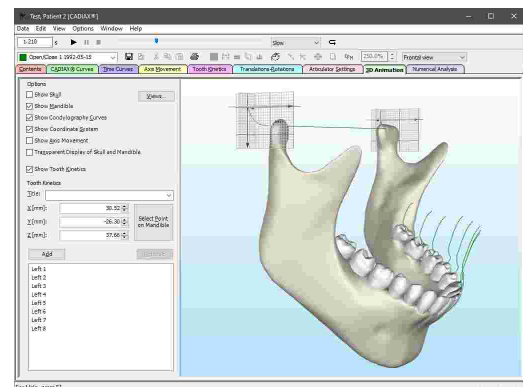 Test, Patient 2 [CADIAX®]
Date Edit View Options Window Help
1:210 s Slow
Open/Close 1 1992-05-18 250.0% Frontal view
Contents CADIAX® Curves Time Curves Axis Movement Tooth Kinetics Translations-Rotations Articulator Settings 3D Animation Numerical Analysis
Options
Show Skull Views...
Show Mandible
Show Condylography Curves
Show Coordinate System
Show Axis Movement
Transparent Display of Skull and Mandible
Show Tooth Kinetics
Tooth Kinetics
Title:
X [mm]: 30.52
Y [mm]: -26.30 Select Point on Mandible
Z [mm]: 37.66
Add
Left 1
Left 2
Left 3
Left 4
Left 5
Left 6
Left 7
Left 8